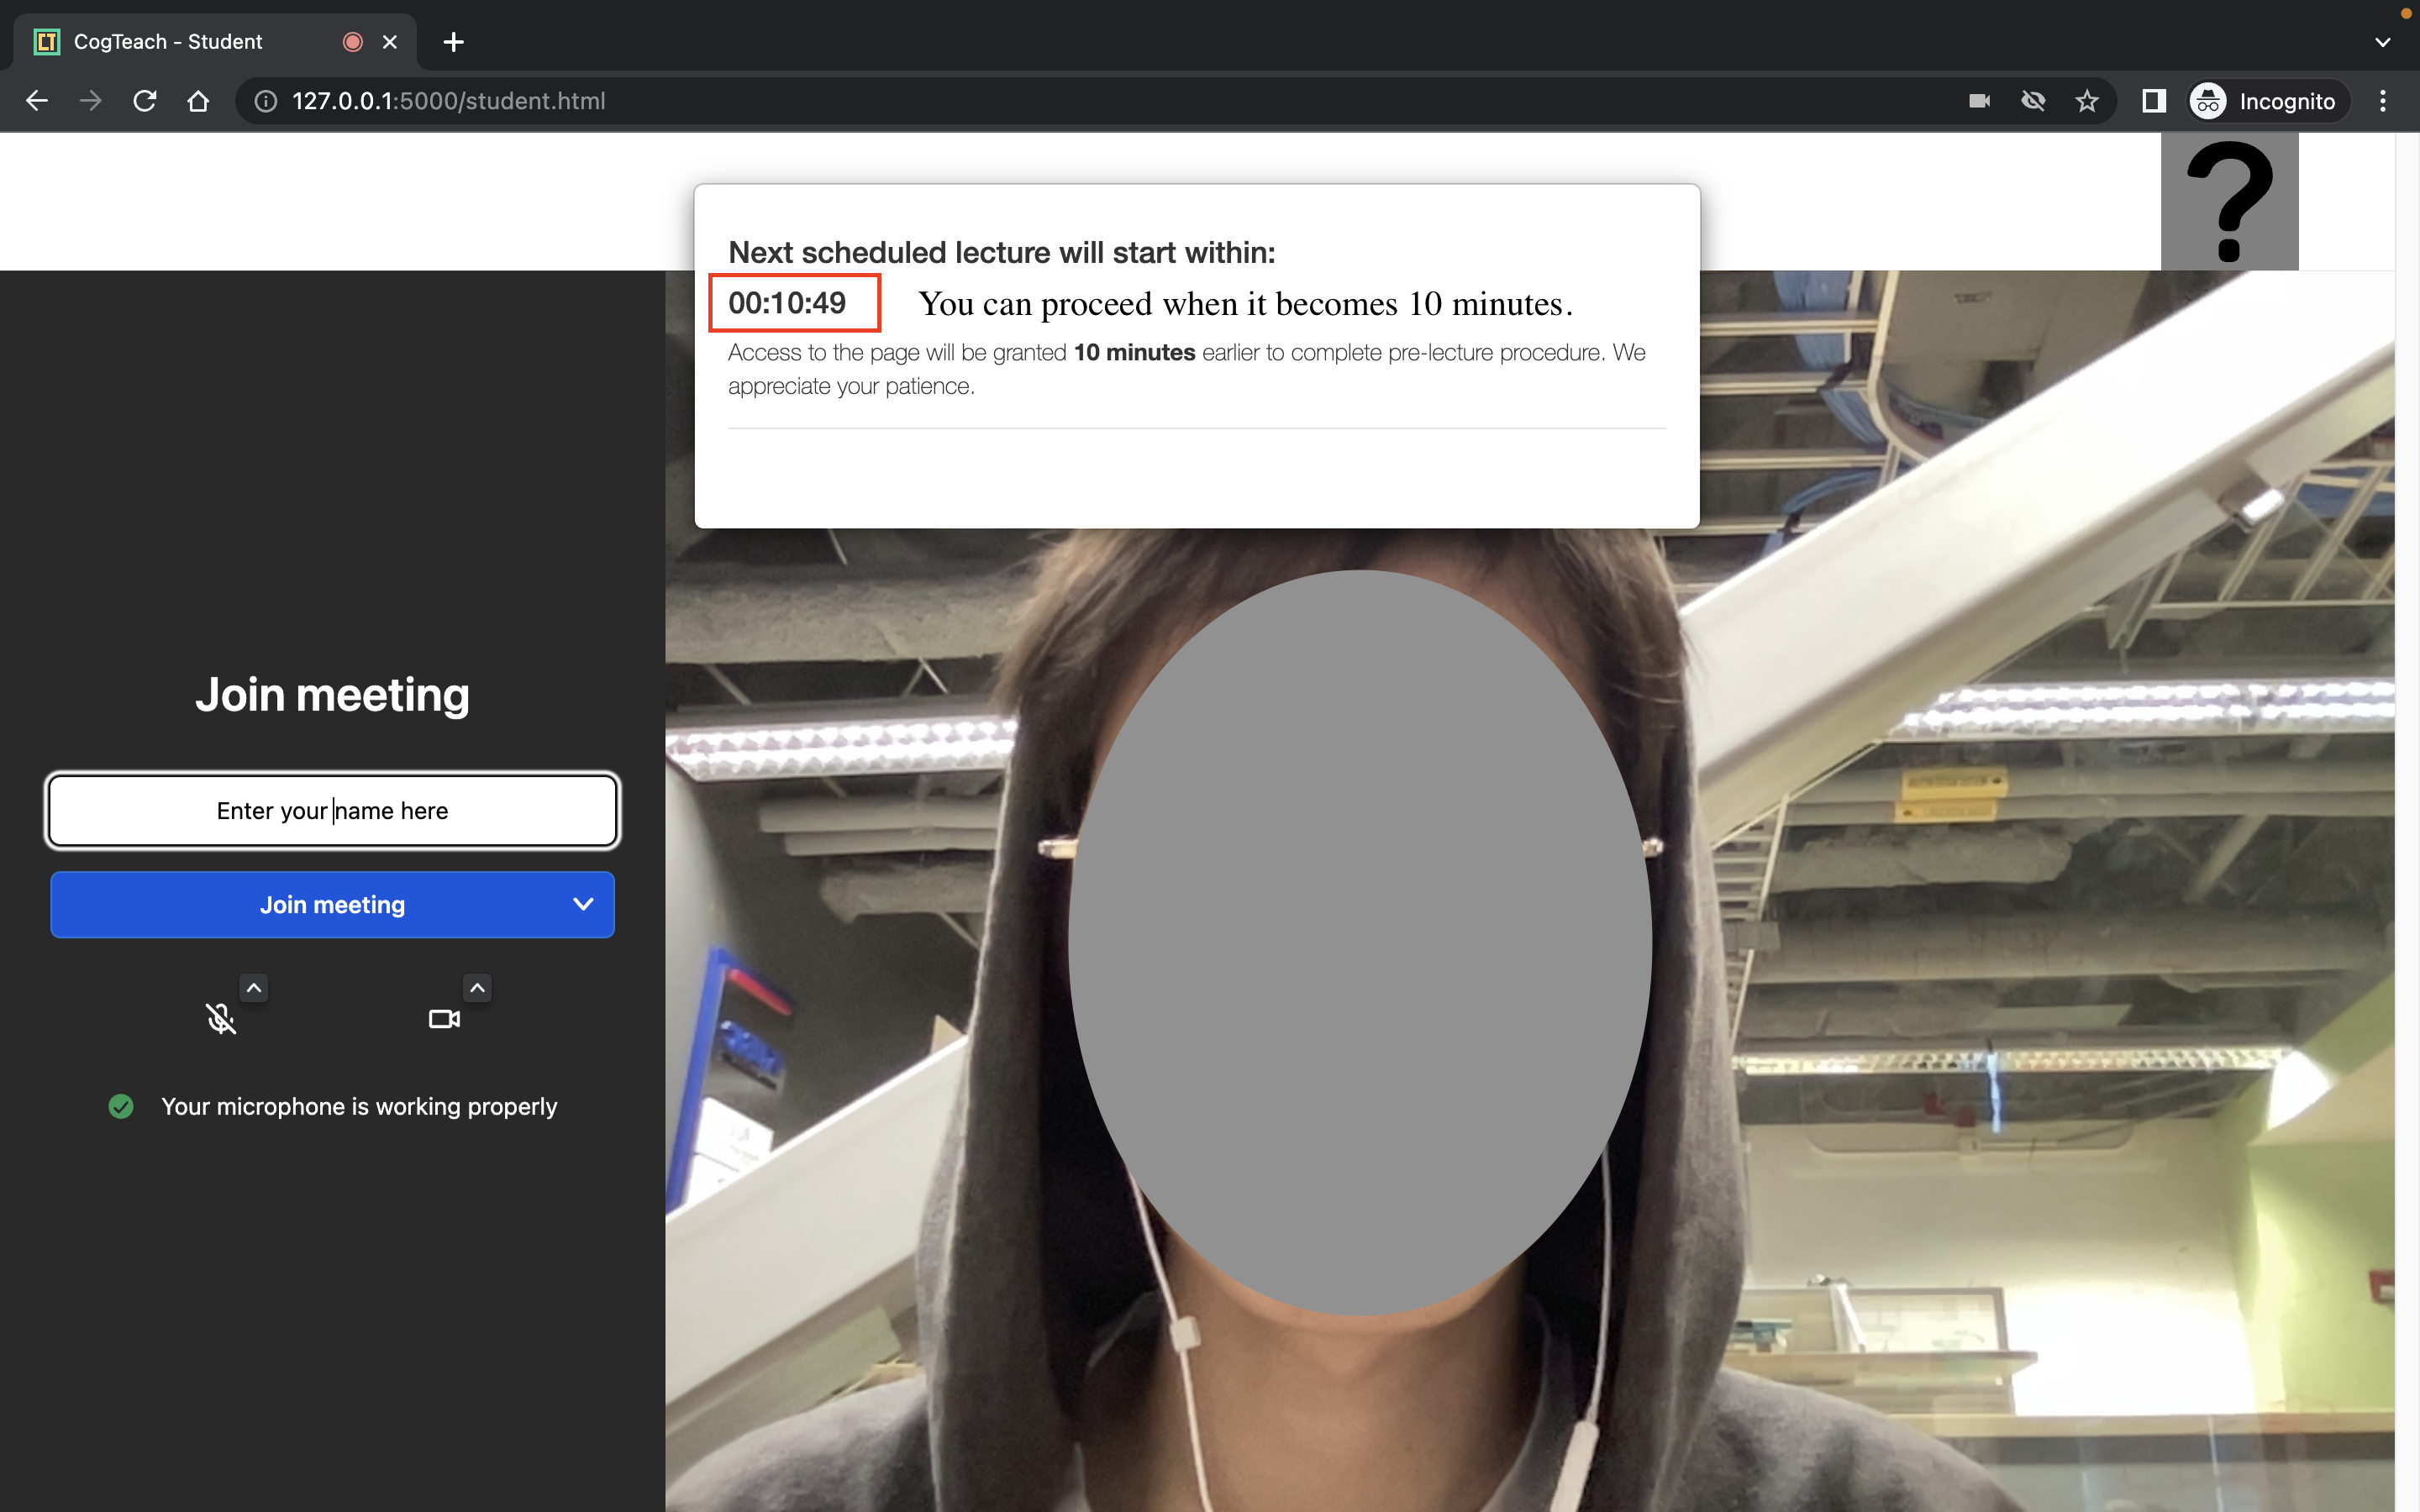 CogTeach - Student
127.0.0.1:5000/student.html
Incognito
?
Next scheduled lecture will start within:
00:10:49 You can proceed when it becomes 10 minutes.
Access to the page will be granted 10 minutes earlier to complete pre-lecture procedure. We
appreciate your patience.
Join meeting
Enter your name here
Join meeting
Your microphone is working properly